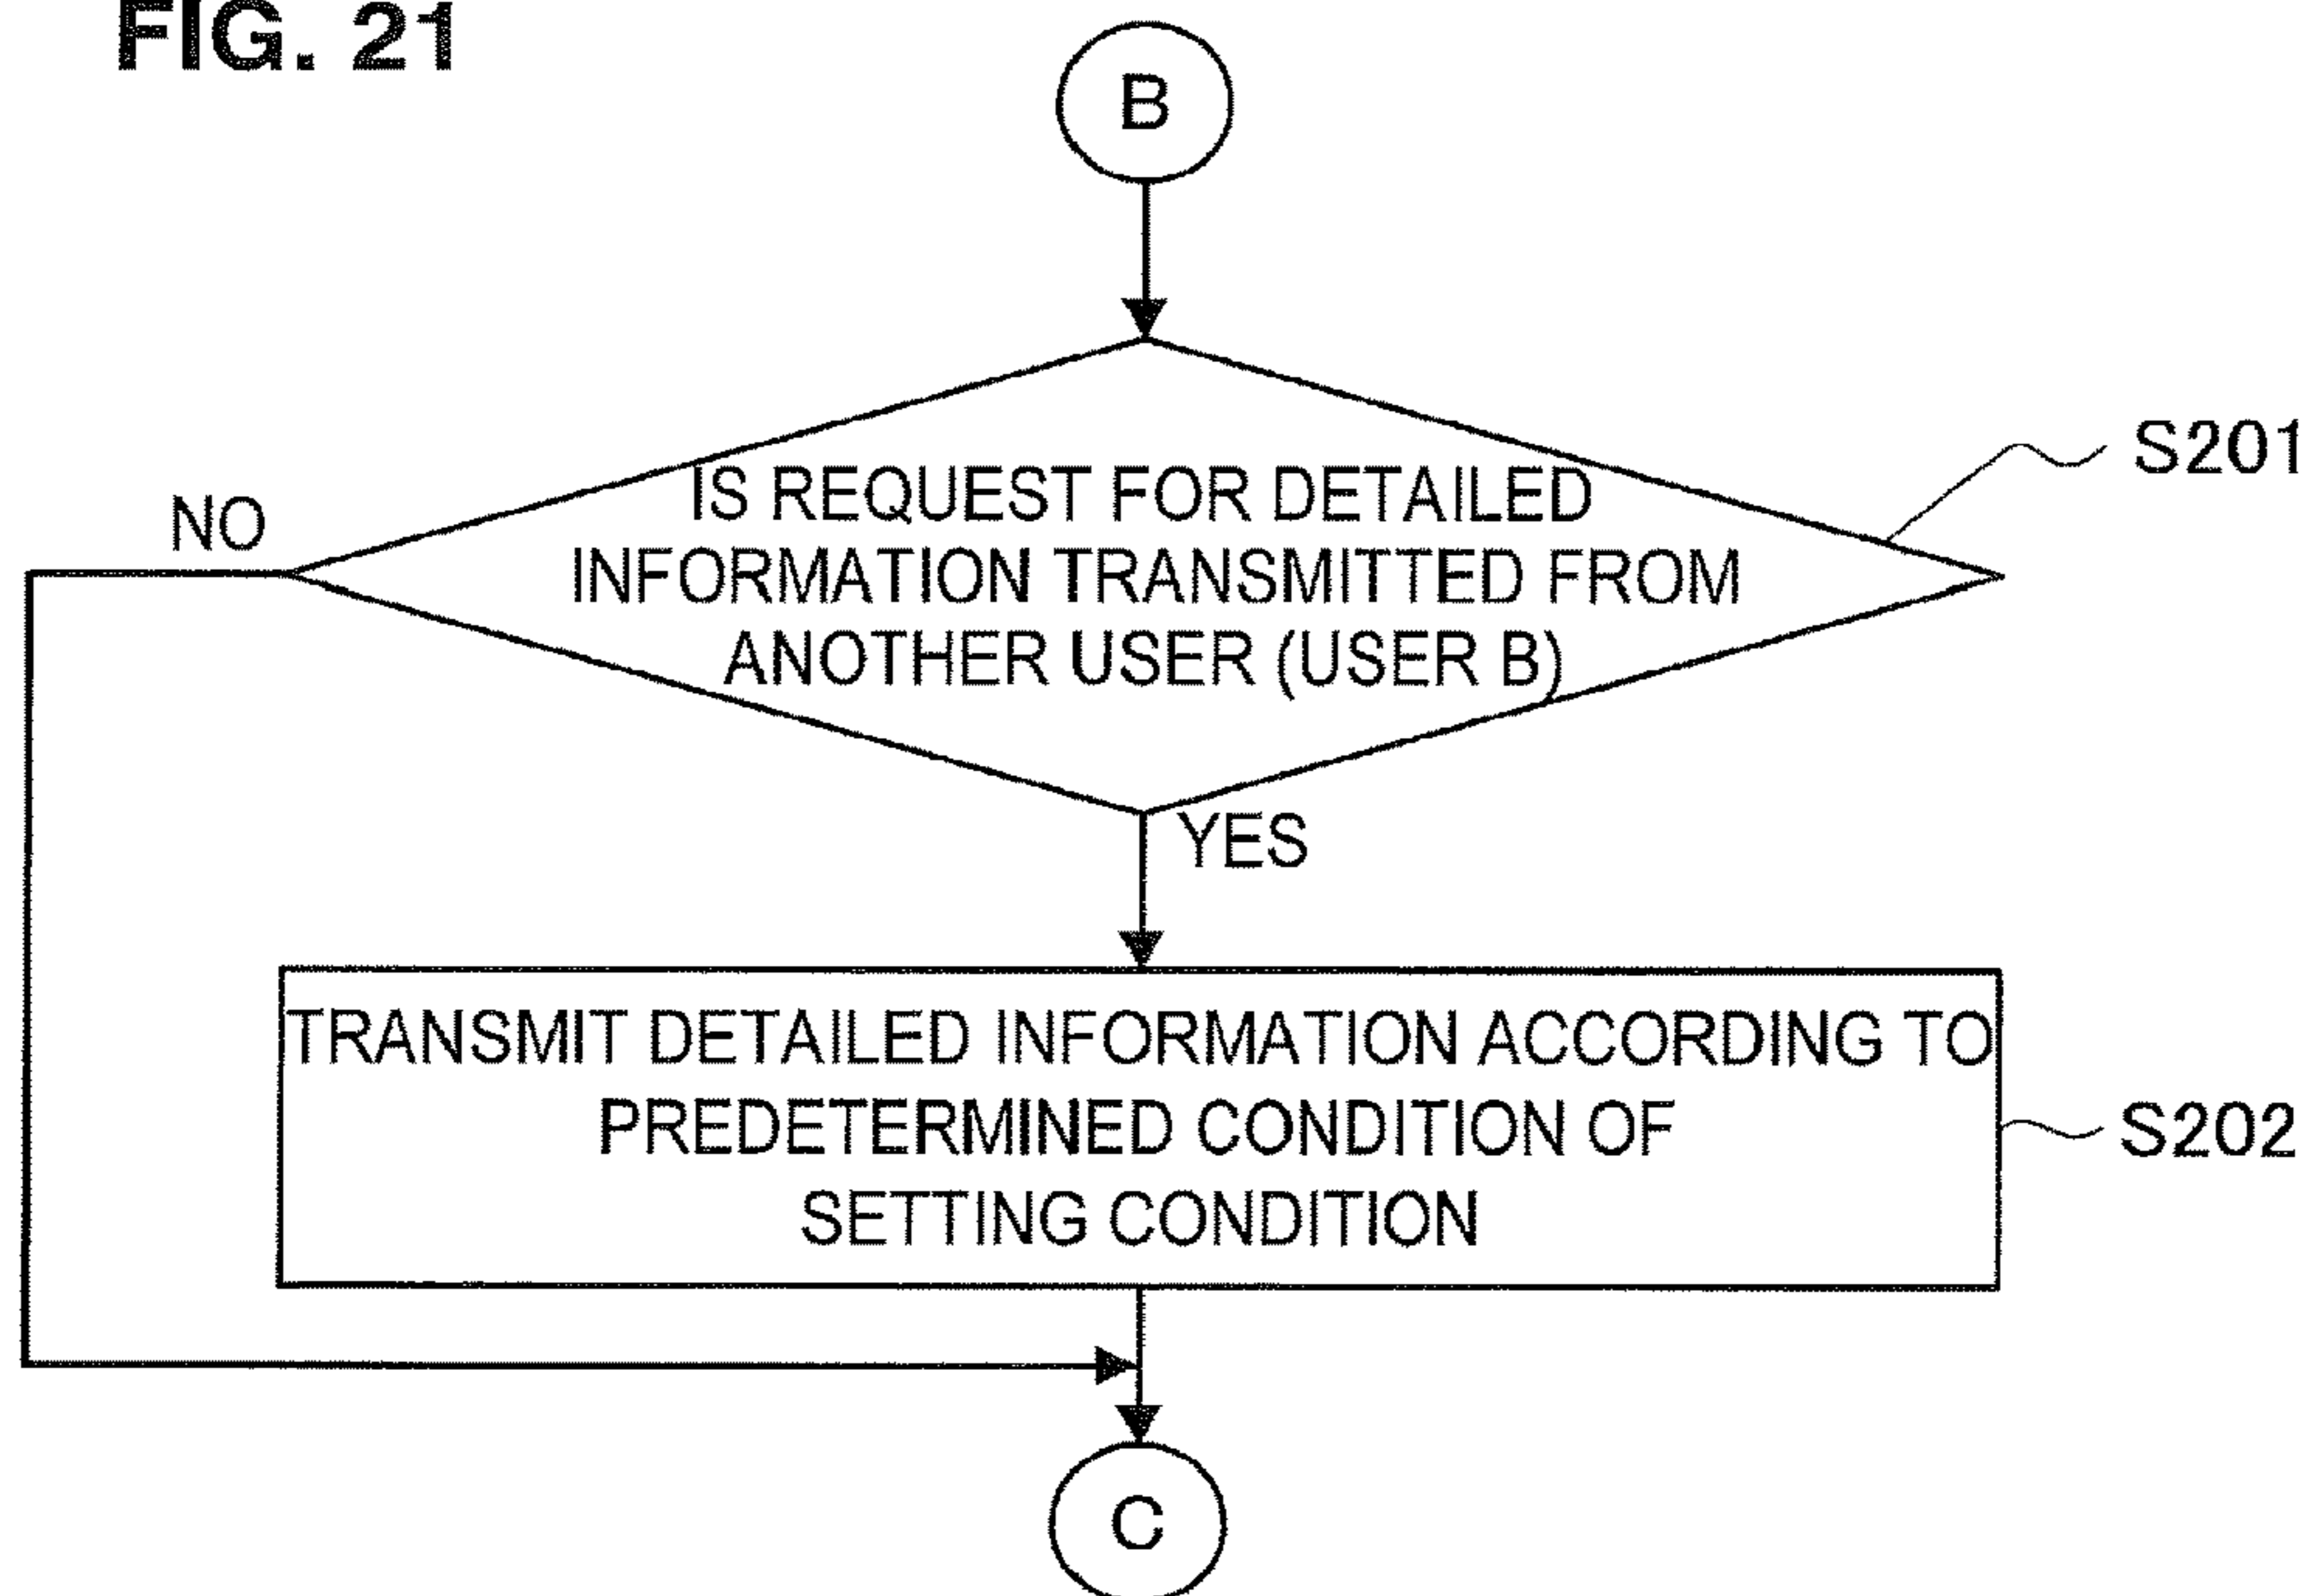 FIG. 21
B
IS REQUEST FOR DETAILED
INFORMATION TRANSMITTED FROM
ANOTHER USER (USER B)
S201
NO
YES
TRANSMIT DETAILED INFORMATION ACCORDING TO
PREDETERMINED CONDITION OF
SETTING CONDITION
S202
C